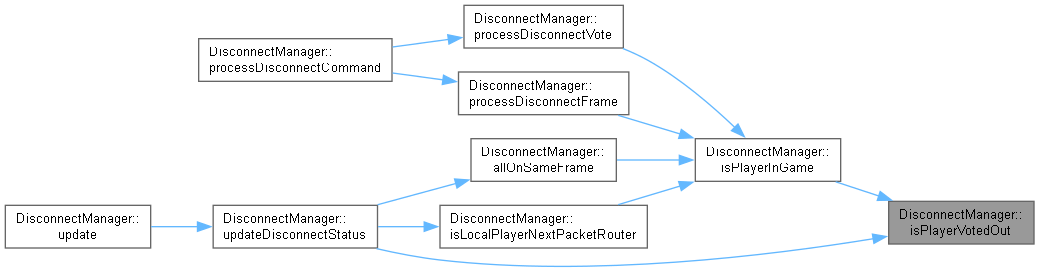 DisconnectManager::
processDisconnectVote
DisconnectManager::
processDisconnectCommand
DisconnectManager::
processDisconnectFrame
DisconnectManager::
allOnSameFrame
DisconnectManager::
isPlayerInGame
DisconnectManager::
update
DisconnectManager::
updateDisconnectStatus
DisconnectManager::
isLocalPlayerNextPacketRouter
DisconnectManager::
isPlayerVotedOut